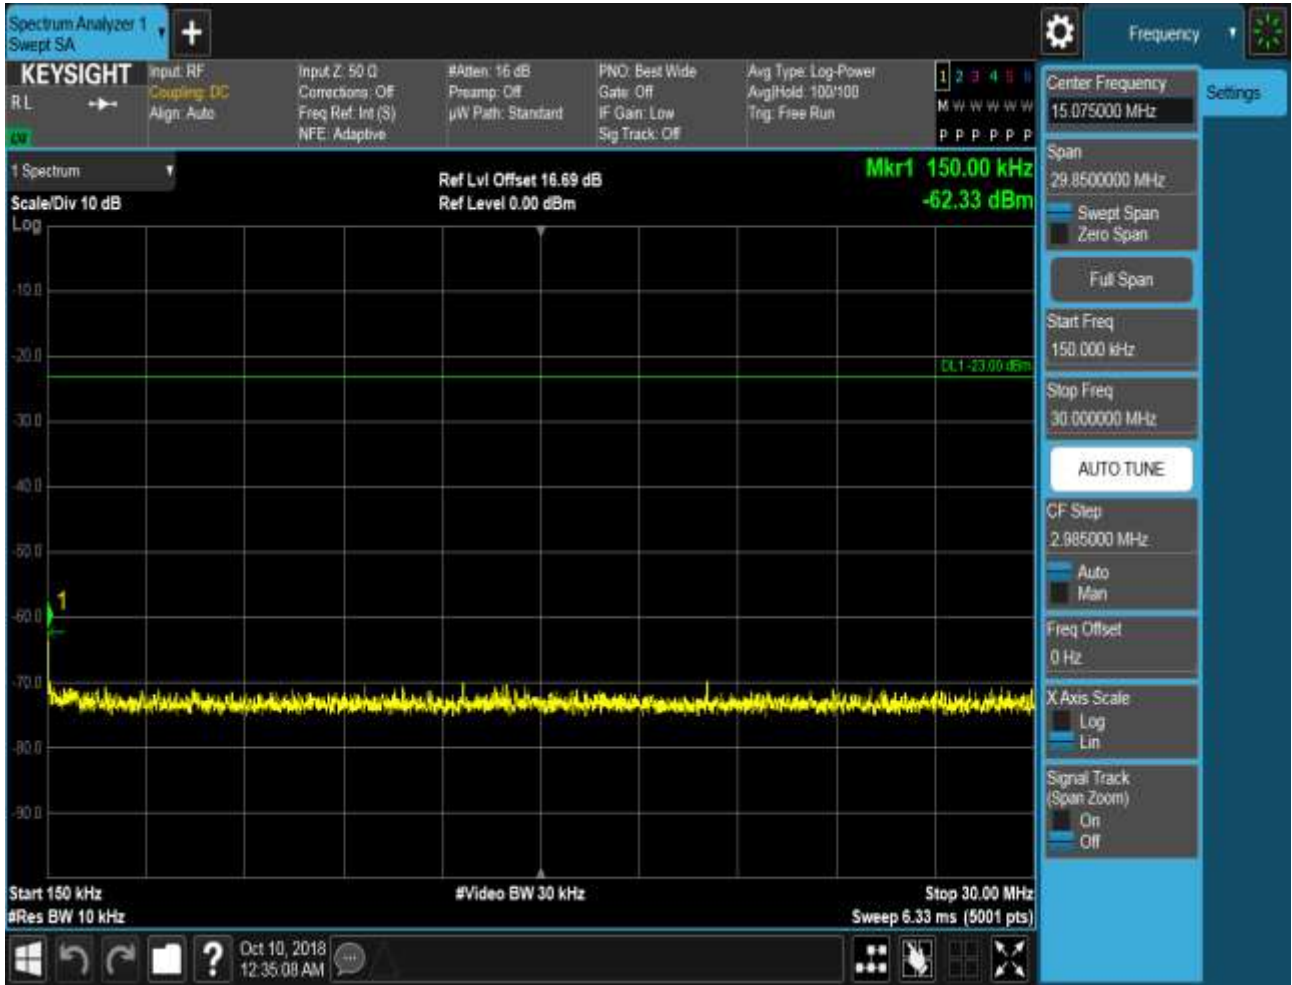 Spectrum Analyzer 1
Swept SA
Frequency
KEYSIGHT
R L
LXI
Input: RF
Coupling: DC
Align: Auto
Input Z: 50 Ω
Corrections: Off
Freq Ref: Int (S)
NFE: Adaptive
#Atten: 16 dB
Preamp: Off
µW Path: Standard
PNO: Best Wide
Gate: Off
IF Gain: Low
Sig Track: Off
Avg Type: Log-Power
Avg|Hold: 100/100
Trig: Free Run
1 2 3 4 5 6
M W W W W W
P P P P P P
1 Spectrum
Scale/Div 10 dB
Log
Ref Lvl Offset 16.69 dB
Ref Level 0.00 dBm
Mkr1 150.00 kHz
-62.33 dBm
-10.0
-20.0
DL1 -23.00 dBm
-30.0
-40.0
-50.0
1
-60.0
-70.0
-80.0
-90.0
Start 150 kHz
#Video BW 30 kHz
Stop 30.00 MHz
#Res BW 10 kHz
Sweep 6.33 ms (5001 pts)
Oct 10, 2018
12:35:08 AM
Center Frequency
15.075000 MHz
Settings
Span
29.8500000 MHz
Swept Span
Zero Span
Full Span
Start Freq
150.000 kHz
Stop Freq
30.000000 MHz
AUTO TUNE
CF Step
2.985000 MHz
Auto
Man
Freq Offset
0 Hz
X Axis Scale
Log
Lin
Signal Track
(Span Zoom)
On
Off